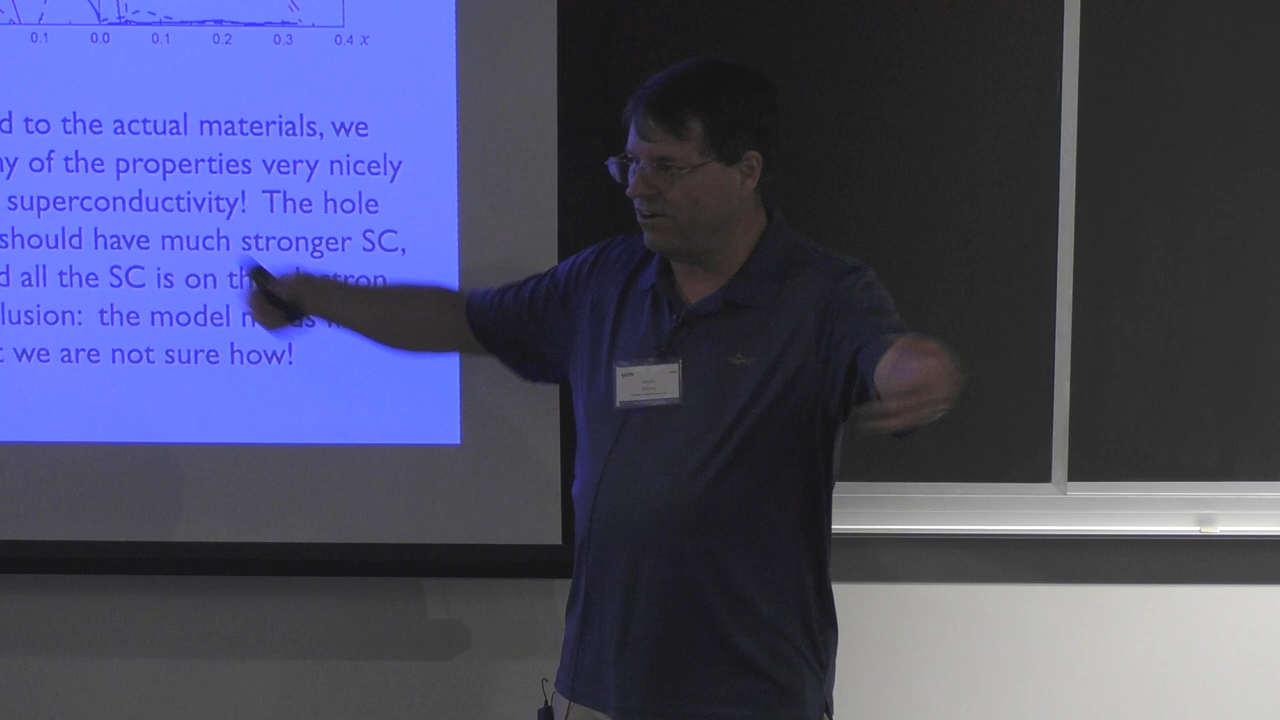 0.1 0.0 0.1 0.2 0.3 0.4 x
d to the actual materials, we
ny of the properties very nicely
superconductivity! The hole
should have much stronger SC,
d all the SC is on the electron
lusion: the model
t we are not sure how!